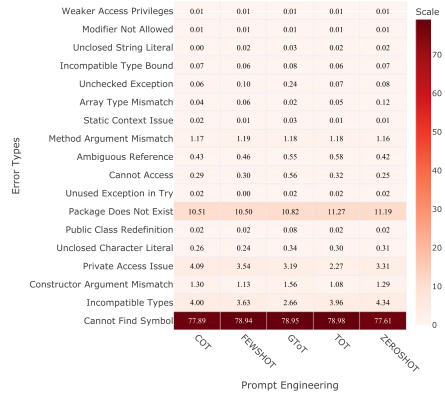 Scale
Weaker Access Privileges 0.01 0.01 0.01 0.01 0.01
Modifier Not Allowed 0.01 0.01 0.01 0.01 0.01
Unclosed String Literal 0.00 0.02 0.03 0.02 0.02
Incompatible Type Bound 0.07 0.06 0.08 0.06 0.07
Unchecked Exception 0.06 0.10 0.24 0.07 0.08
Array Type Mismatch 0.04 0.06 0.02 0.05 0.12
Static Context Issue 0.02 0.01 0.03 0.01 0.01
Method Argument Mismatch 1.17 1.19 1.18 1.18 1.16
Ambiguous Reference 0.43 0.46 0.55 0.58 0.42
Cannot Access 0.29 0.30 0.56 0.32 0.25
Unused Exception in Try 0.02 0.00 0.02 0.02 0.02
Package Does Not Exist 10.51 10.50 10.82 11.27 11.19
Public Class Redefinition 0.02 0.02 0.08 0.02 0.02
Unclosed Character Literal 0.26 0.24 0.34 0.30 0.31
Private Access Issue 4.09 3.54 3.19 2.27 3.31
Constructor Argument Mismatch 1.30 1.13 1.56 1.08 1.29
Incompatible Types 4.00 3.63 2.66 3.96 4.34
Cannot Find Symbol 77.89 78.94 78.95 78.98 77.61
COT FEWSHOT GToT TOT ZEROSHOT
Prompt Engineering
Error Types
70
60
50
40
30
20
10
0